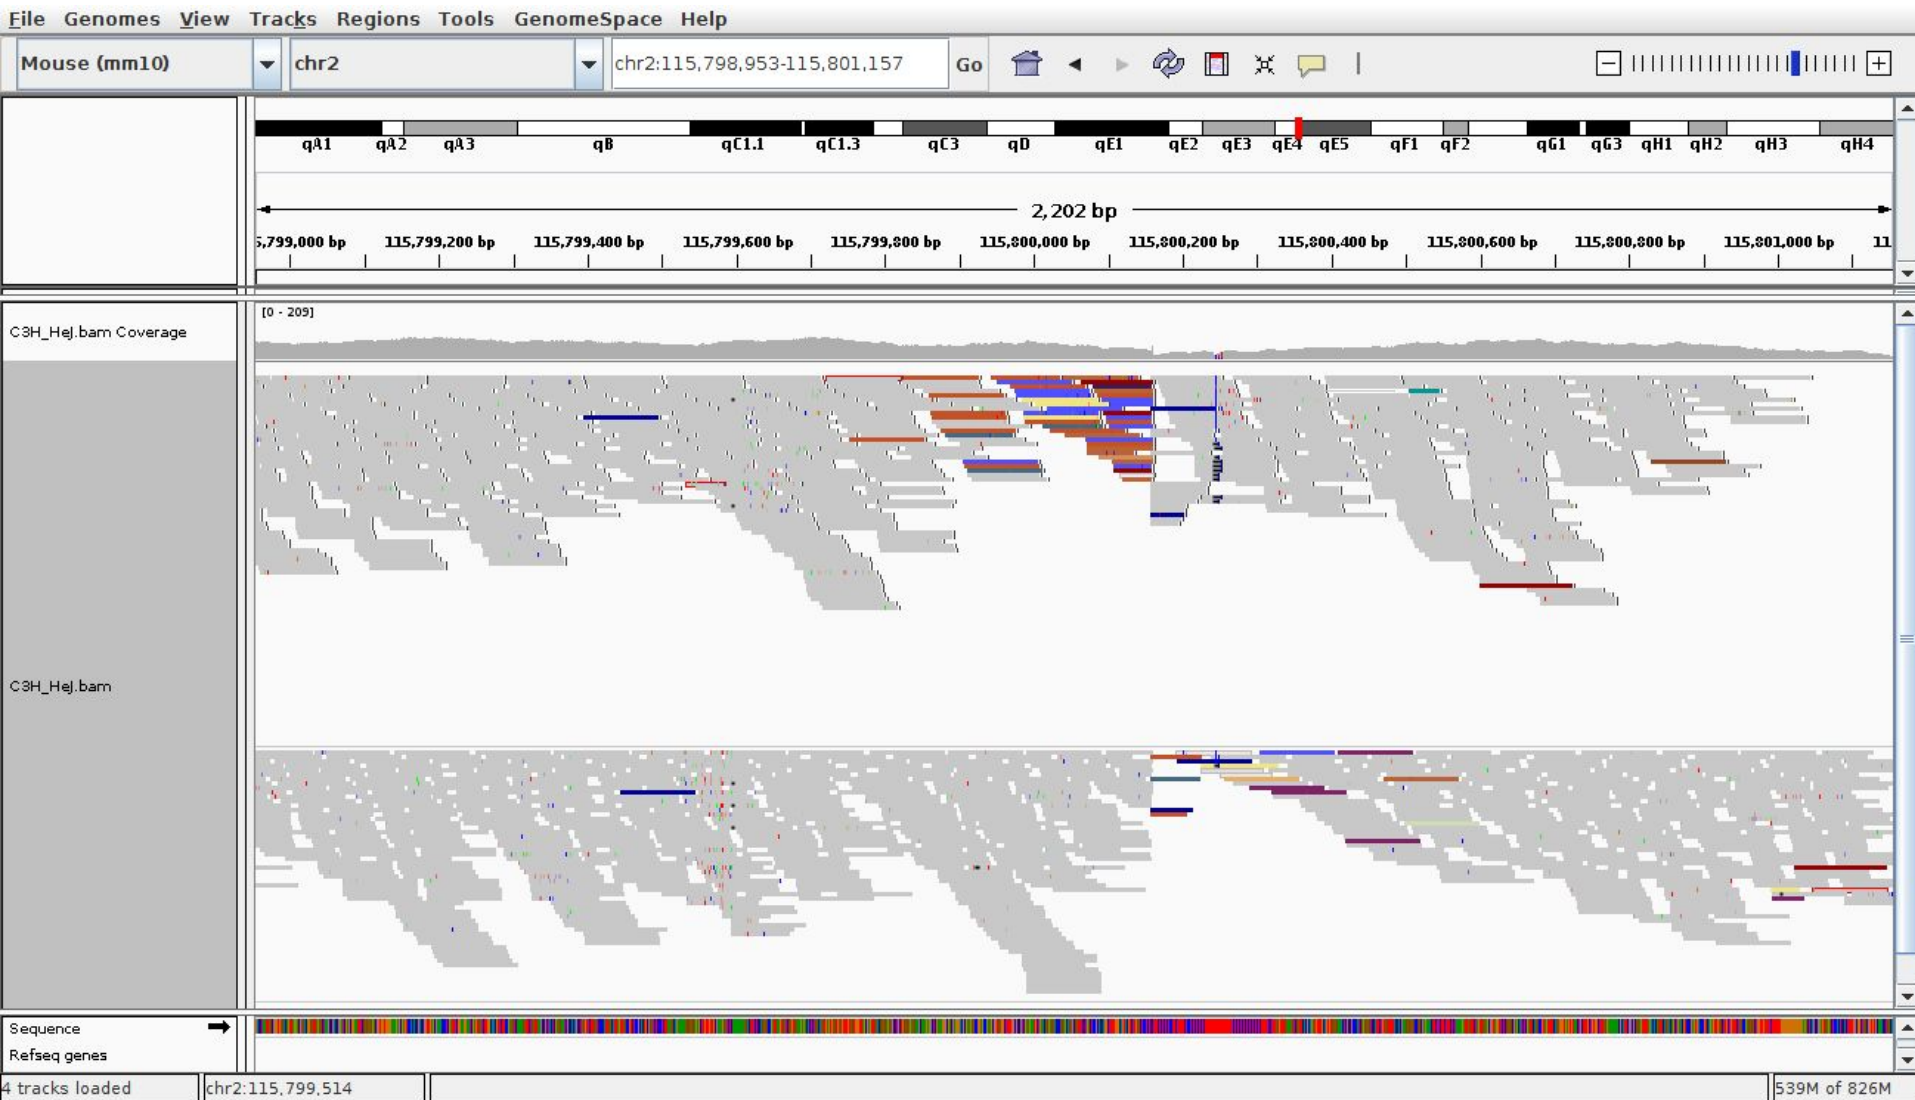 File Genomes View Tracks Regions Tools GenomeSpace Help
Mouse (mm10) chr2 chr2:115,798,953-115,801,157 Go
qA1 qA2 qA3 qB qC1.1 qC1.3 qC3 qD qE1 qE2 qE3 qE4 qE5 qF1 qF2 qG1 qG3 qH1 qH2 qH3 qH4
2,202 bp
5,799,000 bp 115,799,200 bp 115,799,400 bp 115,799,600 bp 115,799,800 bp 115,800,000 bp 115,800,200 bp 115,800,400 bp 115,800,600 bp 115,800,800 bp 115,801,000 bp 11
[0 - 209]
C3H_HeJ.bam Coverage
C3H_HeJ.bam
Sequence
Refseq genes
4 tracks loaded chr2:115,799,514 539M of 826M